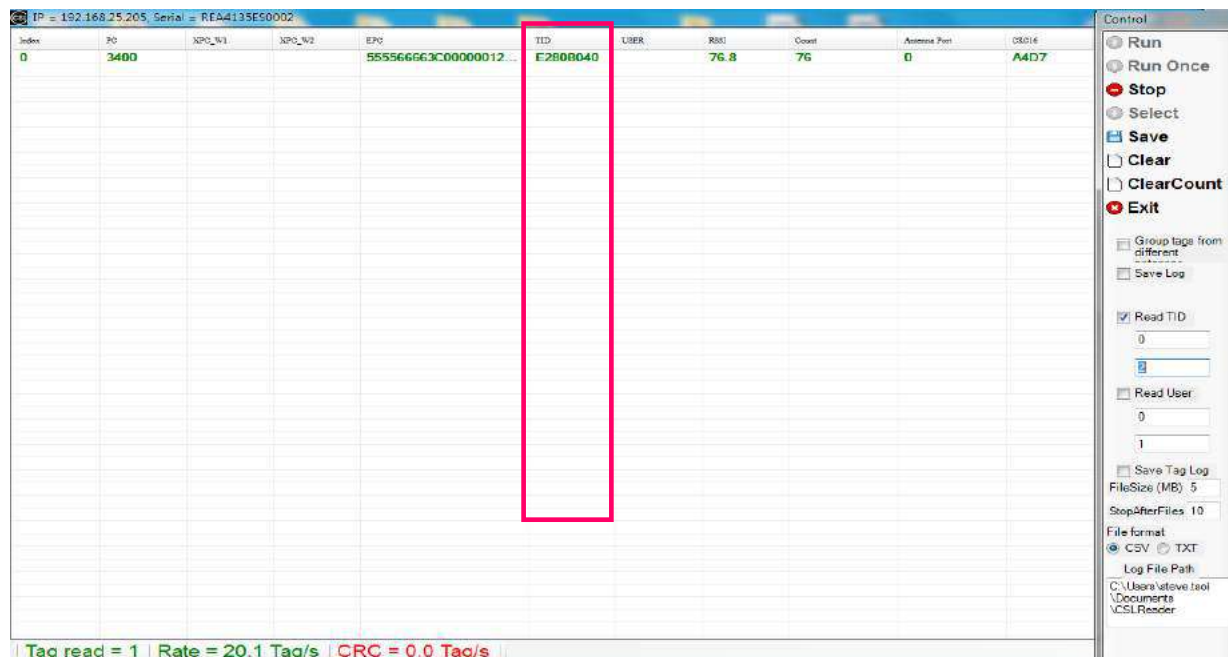 IP = 192.168.25.205, Serial = REA4135ES0002
Index PC XPC_W1 XPC_W2 EPC TID USER RSSI Count Antenna Port CRC16
0 3400 555566663C00000012... E280B040 76.8 76 0 A4D7
Tag read = 1 Rate = 20.1 Tag/s CRC = 0.0 Tag/s
Control
Run
Run Once
Stop
Select
Save
Clear
ClearCount
Exit
Group tags from
different
Save Log
Read TID
0
2
Read User
0
1
Save Tag Log
FileSize (MB) 5
StopAfterFiles 10
File format
CSV TXT
Log File Path
C:\Users\steve.tsoi
\Documents
\CSLReader